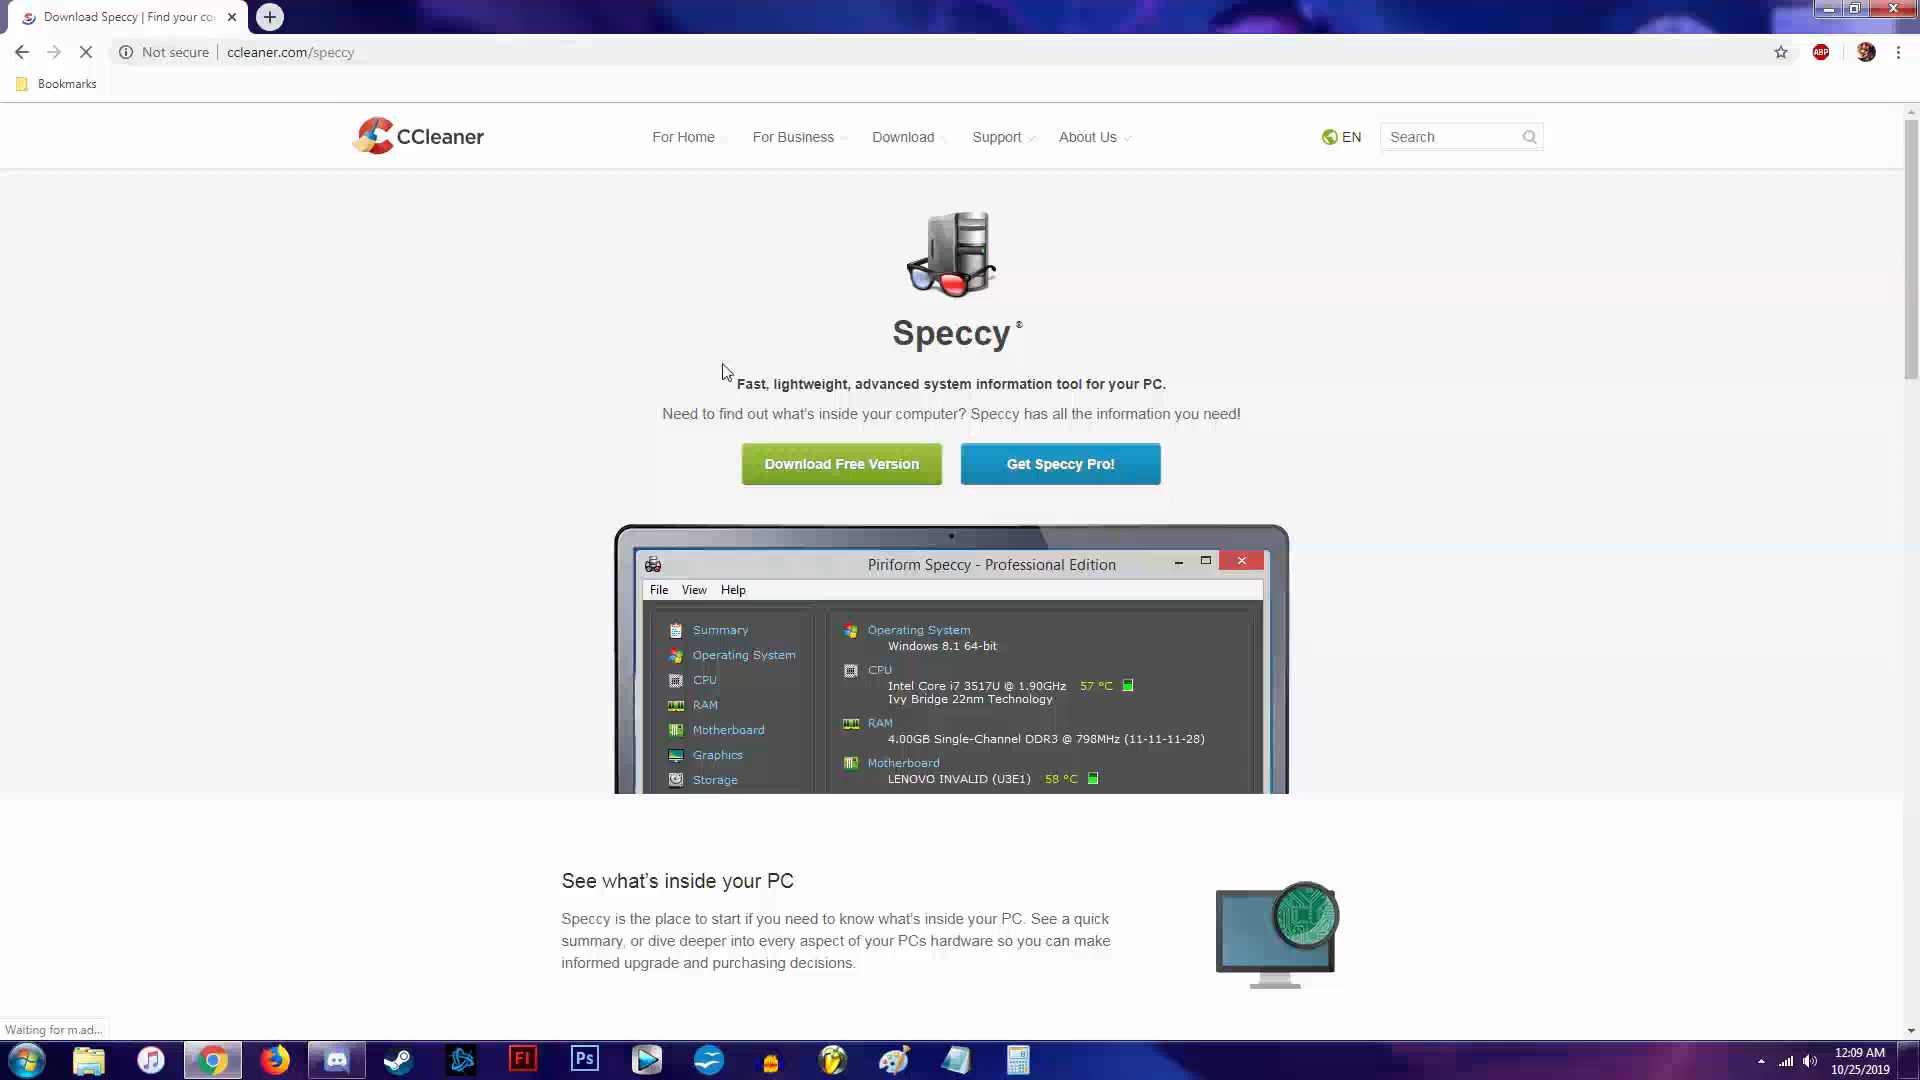 Download Speccy | Find your co
Not secure
ccleaner.com/speccy
ABP
Bookmarks
CCleaner
For Home
For Business
Download
Support
About Us
EN
Search
Speccy®
Fast, lightweight, advanced system information tool for your PC.
Need to find out what's inside your computer? Speccy has all the information you need!
Download Free Version
Get Speccy Pro!
Piriform Speccy - Professional Edition
File View Help
Summary
Operating System
CPU
RAM
Motherboard
Graphics
Storage
Operating System
Windows 8.1 64-bit
CPU
Intel Core i7 3517U @ 1.90GHz 57 °C
Ivy Bridge 22nm Technology
RAM
4.00GB Single-Channel DDR3 @ 798MHz (11-11-11-28)
Motherboard
LENOVO INVALID (U3E1) 58 °C
See what's inside your PC
Speccy is the place to start if you need to know what's inside your PC. See a quick
summary, or dive deeper into every aspect of your PCs hardware so you can make
informed upgrade and purchasing decisions.
Waiting for m.ad...
Fl
Ps
12:09 AM
10/25/2019